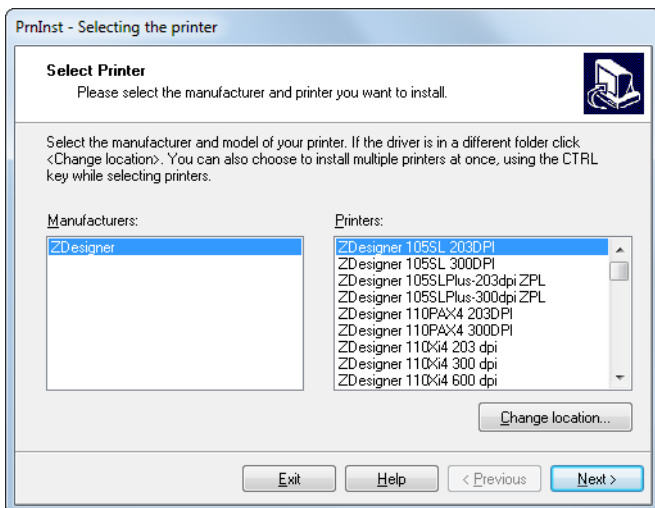 PrnInst - Selecting the printer
Select Printer
Please select the manufacturer and printer you want to install.
Select the manufacturer and model of your printer. If the driver is in a different folder click
<Change location>. You can also choose to install multiple printers at once, using the CTRL
key while selecting printers.
Manufacturers:
ZDesigner
Printers:
ZDesigner 105SL 203DPI
ZDesigner 105SL 300DPI
ZDesigner 105SLPlus-203dpi ZPL
ZDesigner 105SLPlus-300dpi ZPL
ZDesigner 110PAX4 203DPI
ZDesigner 110PAX4 300DPI
ZDesigner 110Xi4 203 dpi
ZDesigner 110Xi4 300 dpi
ZDesigner 110Xi4 600 dpi
Change location...
Exit
Help
< Previous
Next >